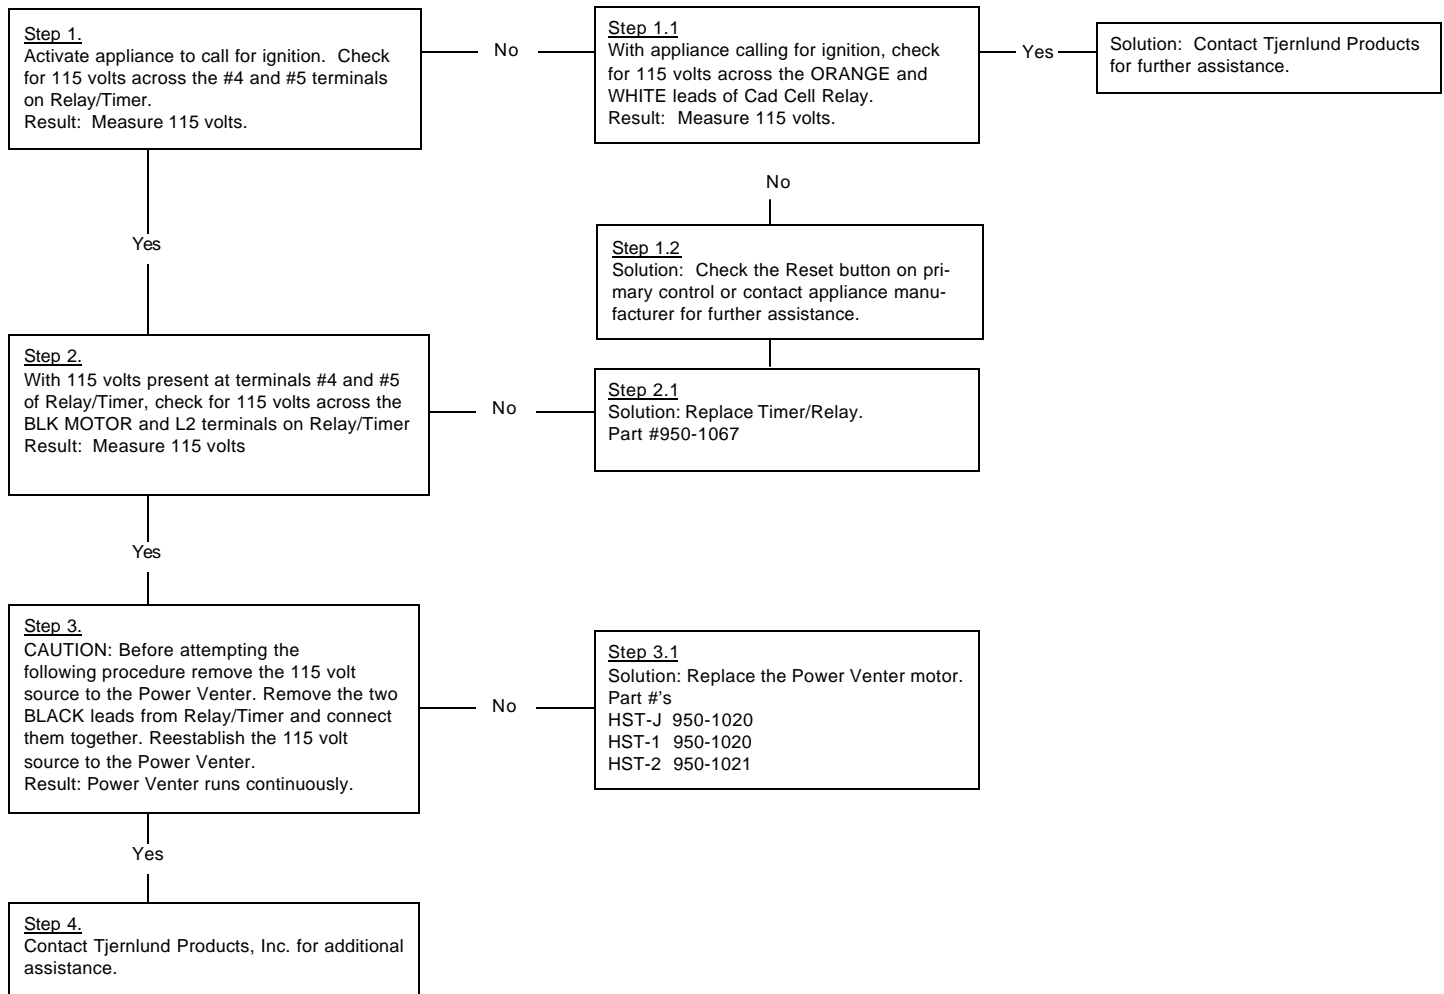 Step 1.
Activate appliance to call for ignition. Check
for 115 volts across the #4 and #5 terminals
on Relay/Timer.
Result: Measure 115 volts.
No
Step 1.1
With appliance calling for ignition, check
for 115 volts across the ORANGE and
WHITE leads of Cad Cell Relay.
Result: Measure 115 volts.
Yes
Solution: Contact Tjernlund Products
for further assistance.
No
Yes
Step 1.2
Solution: Check the Reset button on pri-
mary control or contact appliance manu-
facturer for further assistance.
Step 2.
With 115 volts present at terminals #4 and #5
of Relay/Timer, check for 115 volts across the
BLK MOTOR and L2 terminals on Relay/Timer
Result: Measure 115 volts
No
Step 2.1
Solution: Replace Timer/Relay.
Part #950-1067
Yes
Step 3.
CAUTION: Before attempting the
following procedure remove the 115 volt
source to the Power Venter. Remove the two
BLACK leads from Relay/Timer and connect
them together. Reestablish the 115 volt
source to the Power Venter.
Result: Power Venter runs continuously.
No
Step 3.1
Solution: Replace the Power Venter motor.
Part #'s
HST-J 950-1020
HST-1 950-1020
HST-2 950-1021
Yes
Step 4.
Contact Tjernlund Products, Inc. for additional
assistance.